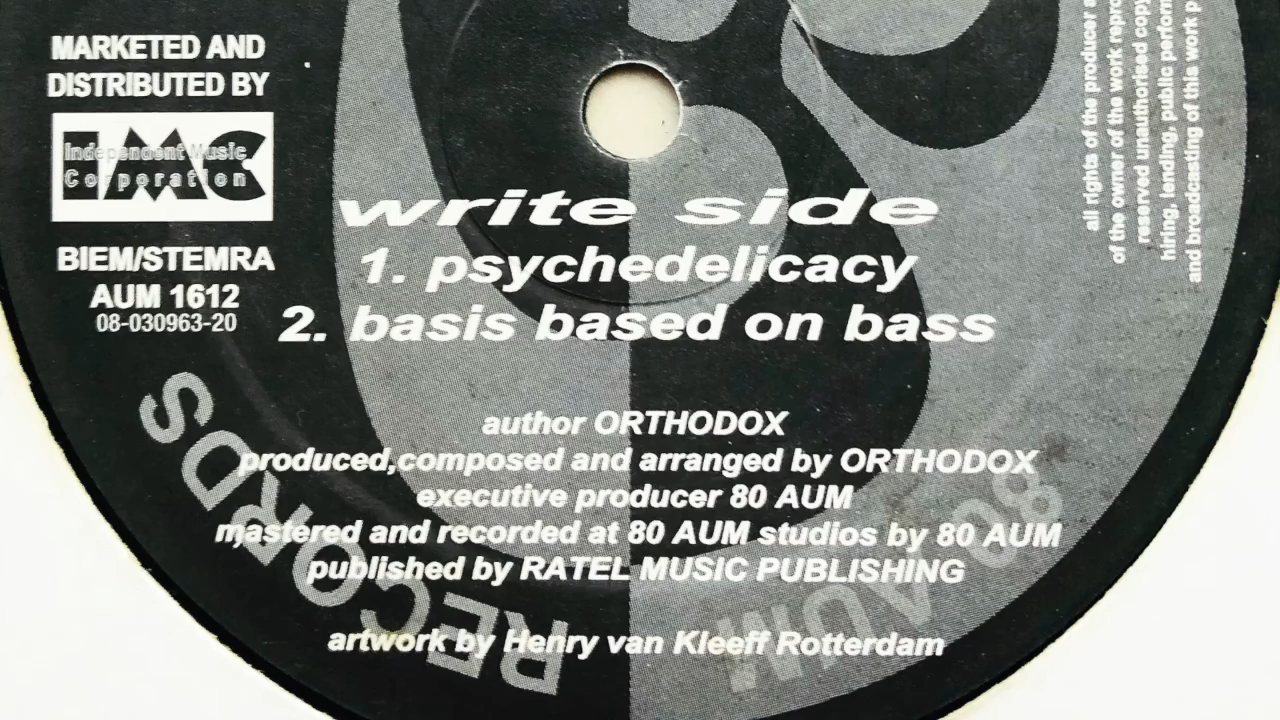 MARKETED AND
DISTRIBUTED BY
IMC
Independent Music
Corporation
BIEM/STEMRA
AUM 1612
08-030963-20
write side
1. psychedelicacy
2. basis based on bass
author ORTHODOX
produced,composed and arranged by ORTHODOX
executive producer 80 AUM
mastered and recorded at 80 AUM studios by 80 AUM
published by RATEL MUSIC PUBLISHING
artwork by Henry van Kleeff Rotterdam
80 AUM RECORDS
all rights of the producer
of the owner of the work
reserved unauthorised
hiring, lending, public
and broadcasting of this work